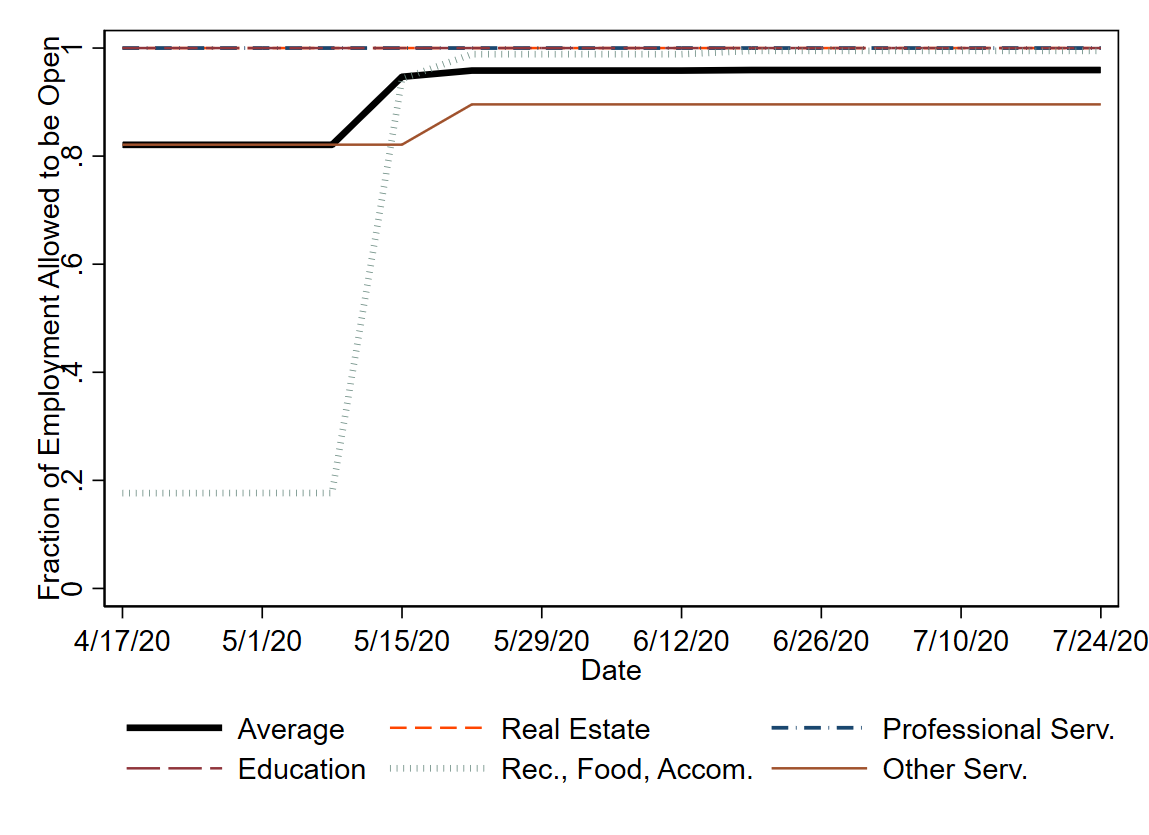 Fraction of Employment Allowed to be Open
1
.8
.6
.4
.2
0
4/17/20 5/1/20 5/15/20 5/29/20 6/12/20 6/26/20 7/10/20 7/24/20
Date
Average Real Estate Professional Serv.
Education Rec., Food, Accom. Other Serv.